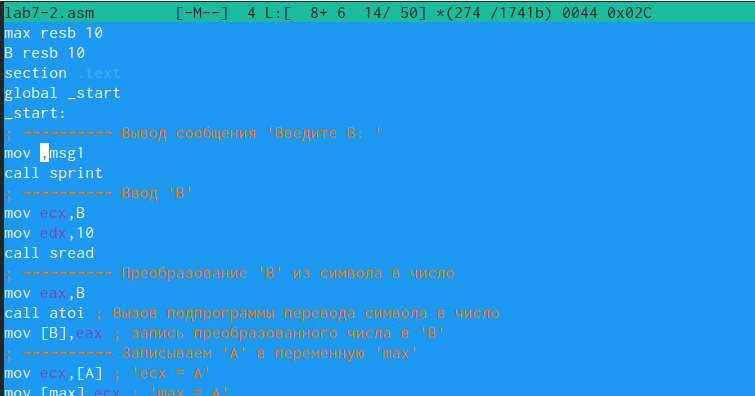 lab7-2.asm [-M--] 4 L:[ 8+ 6 14/ 50] *(274 /1741b) 0044 0x02C
max resb 10
B resb 10
section .text
global _start
_start:
; ---------- Вывод сообщения 'Введите B: '
mov ,msg1
call sprint
; ---------- Ввод 'B'
mov ecx,B
mov edx,10
call sread
; ---------- Преобразование 'B' из символа в число
mov eax,B
call atoi ; Вызов подпрограммы перевода символа в число
mov [B],eax ; запись преобразованного числа в 'B'
; ---------- Записываем 'A' в переменную 'max'
mov ecx,[A] ; 'ecx = A'
mov [max],ecx ; 'max = A'